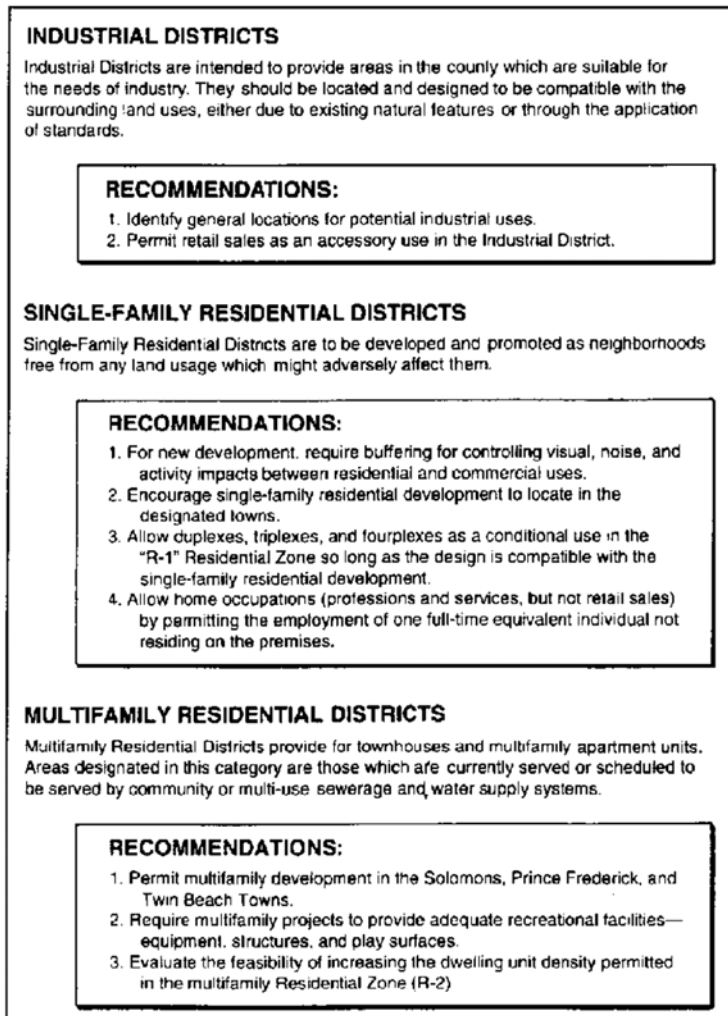 INDUSTRIAL DISTRICTS
Industrial Districts are intended to provide areas in the county which are suitable for
the needs of industry. They should be located and designed to be compatible with the
surrounding land uses, either due to existing natural features or through the application
of standards.
RECOMMENDATIONS:
1. Identify general locations for potential industrial uses.
2. Permit retail sales as an accessory use in the Industrial District.
SINGLE-FAMILY RESIDENTIAL DISTRICTS
Single-Family Residential Districts are to be developed and promoted as neighborhoods
free from any land usage which might adversely affect them.
RECOMMENDATIONS:
1. For new development, require buffering for controlling visual, noise, and
activity impacts between residential and commercial uses.
2. Encourage single-family residential development to locate in the
designated towns.
3. Allow duplexes, triplexes, and fourplexes as a conditional use in the
"R-1" Residential Zone so long as the design is compatible with the
single-family residential development.
4. Allow home occupations (professions and services, but not retail sales)
by permitting the employment of one full-time equivalent individual not
residing on the premises.
MULTIFAMILY RESIDENTIAL DISTRICTS
Multifamily Residential Districts provide for townhouses and multifamily apartment units.
Areas designated in this category are those which are currently served or scheduled to
be served by community or multi-use sewerage and water supply systems.
RECOMMENDATIONS:
1. Permit multifamily development in the Solomons, Prince Frederick, and
Twin Beach Towns.
2. Require multifamily projects to provide adequate recreational facilities—
equipment, structures, and play surfaces.
3. Evaluate the feasibility of increasing the dwelling unit density permitted
in the multifamily Residential Zone (R-2)